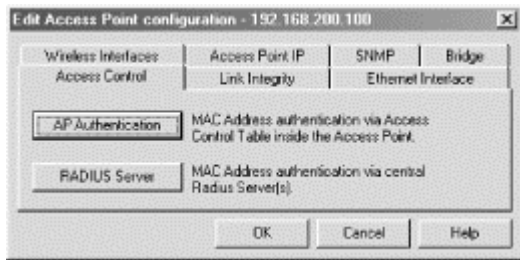 Edit Access Point configuration - 192.168.200.100
Wireless Interfaces Access Point IP SNMP Bridge
Access Control Link Integrity Ethernet Interface
AP Authentication
MAC Address authentication via Access
Control Table inside the Access Point.
RADIUS Server
MAC Address authentication via central
Radius Server(s).
OK Cancel Help